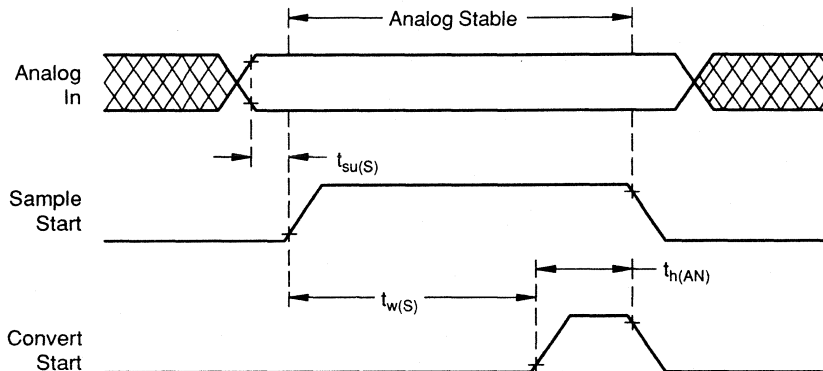 Analog Stable
Analog
In
t_su(S)
Sample
Start
t_w(S)
t_h(AN)
Convert
Start